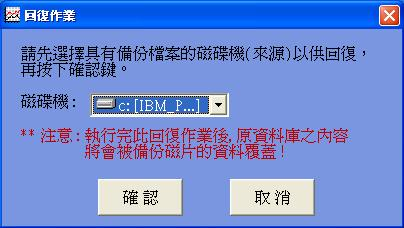 回復作業
請先選擇具有備份檔案的磁碟機(來源)以供回復，
再按下確認鍵。
磁碟機: c: [IBM_P...]
** 注意: 執行完此回復作業後,原資料庫之內容
將會被備份磁片的資料覆蓋!
確認 取消